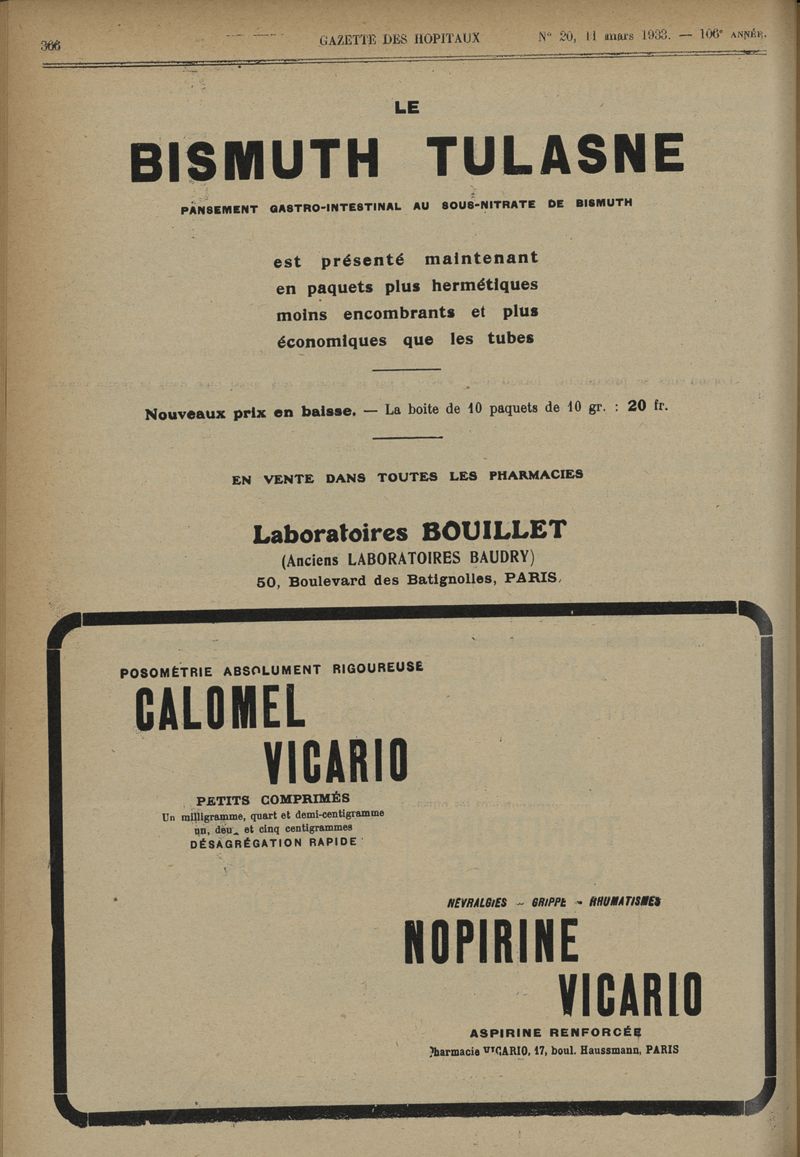 366
GAZETTE DES HOPITAUX
N° 20, 11 mars 1933. — 106e ANNÉE.
LE
BISMUTH TULASNE
PANSEMENT GASTRO-INTESTINAL AU SOUS-NITRATE DE BISMUTH
est présenté maintenant
en paquets plus hermétiques
moins encombrants et plus
économiques que les tubes
Nouveaux prix en baisse. — La boite de 10 paquets de 10 gr. : 20 fr.
EN VENTE DANS TOUTES LES PHARMACIES
Laboratoires BOUILLET
(Anciens LABORATOIRES BAUDRY)
50, Boulevard des Batignolles, PARIS.
POSOMÉTRIE ABSOLUMENT RIGOUREUSE
CALOMEL
VICARIO
PETITS COMPRIMÉS
Un milligramme, quart et demi-centigramme
un, deu et cinq centigrammes
DÉSAGRÉGATION RAPIDE
NÉVRALGIES - GRIPPE - RHUMATISMES
NOPIRINE
VICARIO
ASPIRINE RENFORCÉE
Pharmacie VICARIO, 17, boul. Haussmann, PARIS